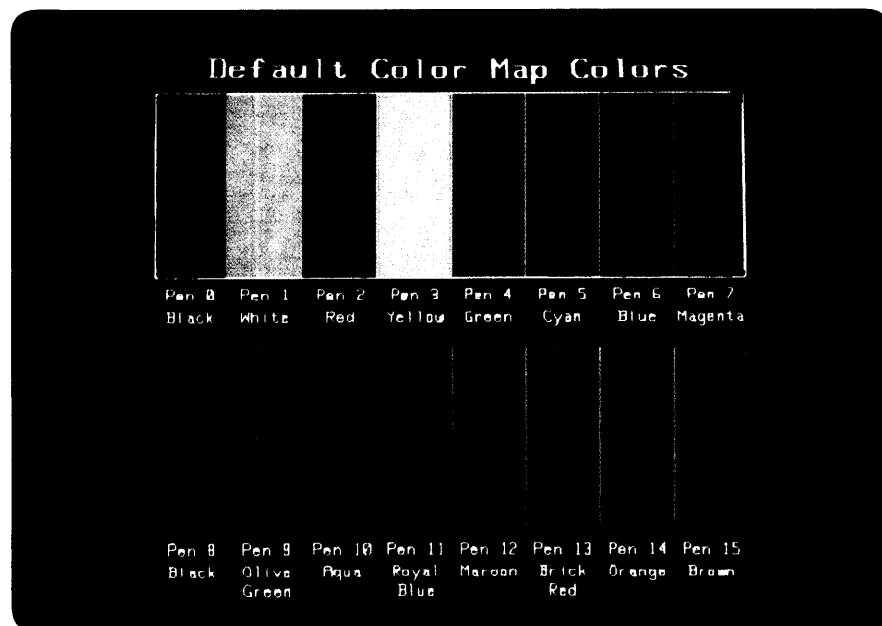 Default Color Map Colors
Pen 0 Pen 1 Pen 2 Pen 3 Pen 4 Pen 5 Pen 6 Pen 7
Black White Red Yellow Green Cyan Blue Magenta
Pen 8 Pen 9 Pen 10 Pen 11 Pen 12 Pen 13 Pen 14 Pen 15
Black Olive Aqua Royal Maroon Brick Orange Brown
Green Blue Red